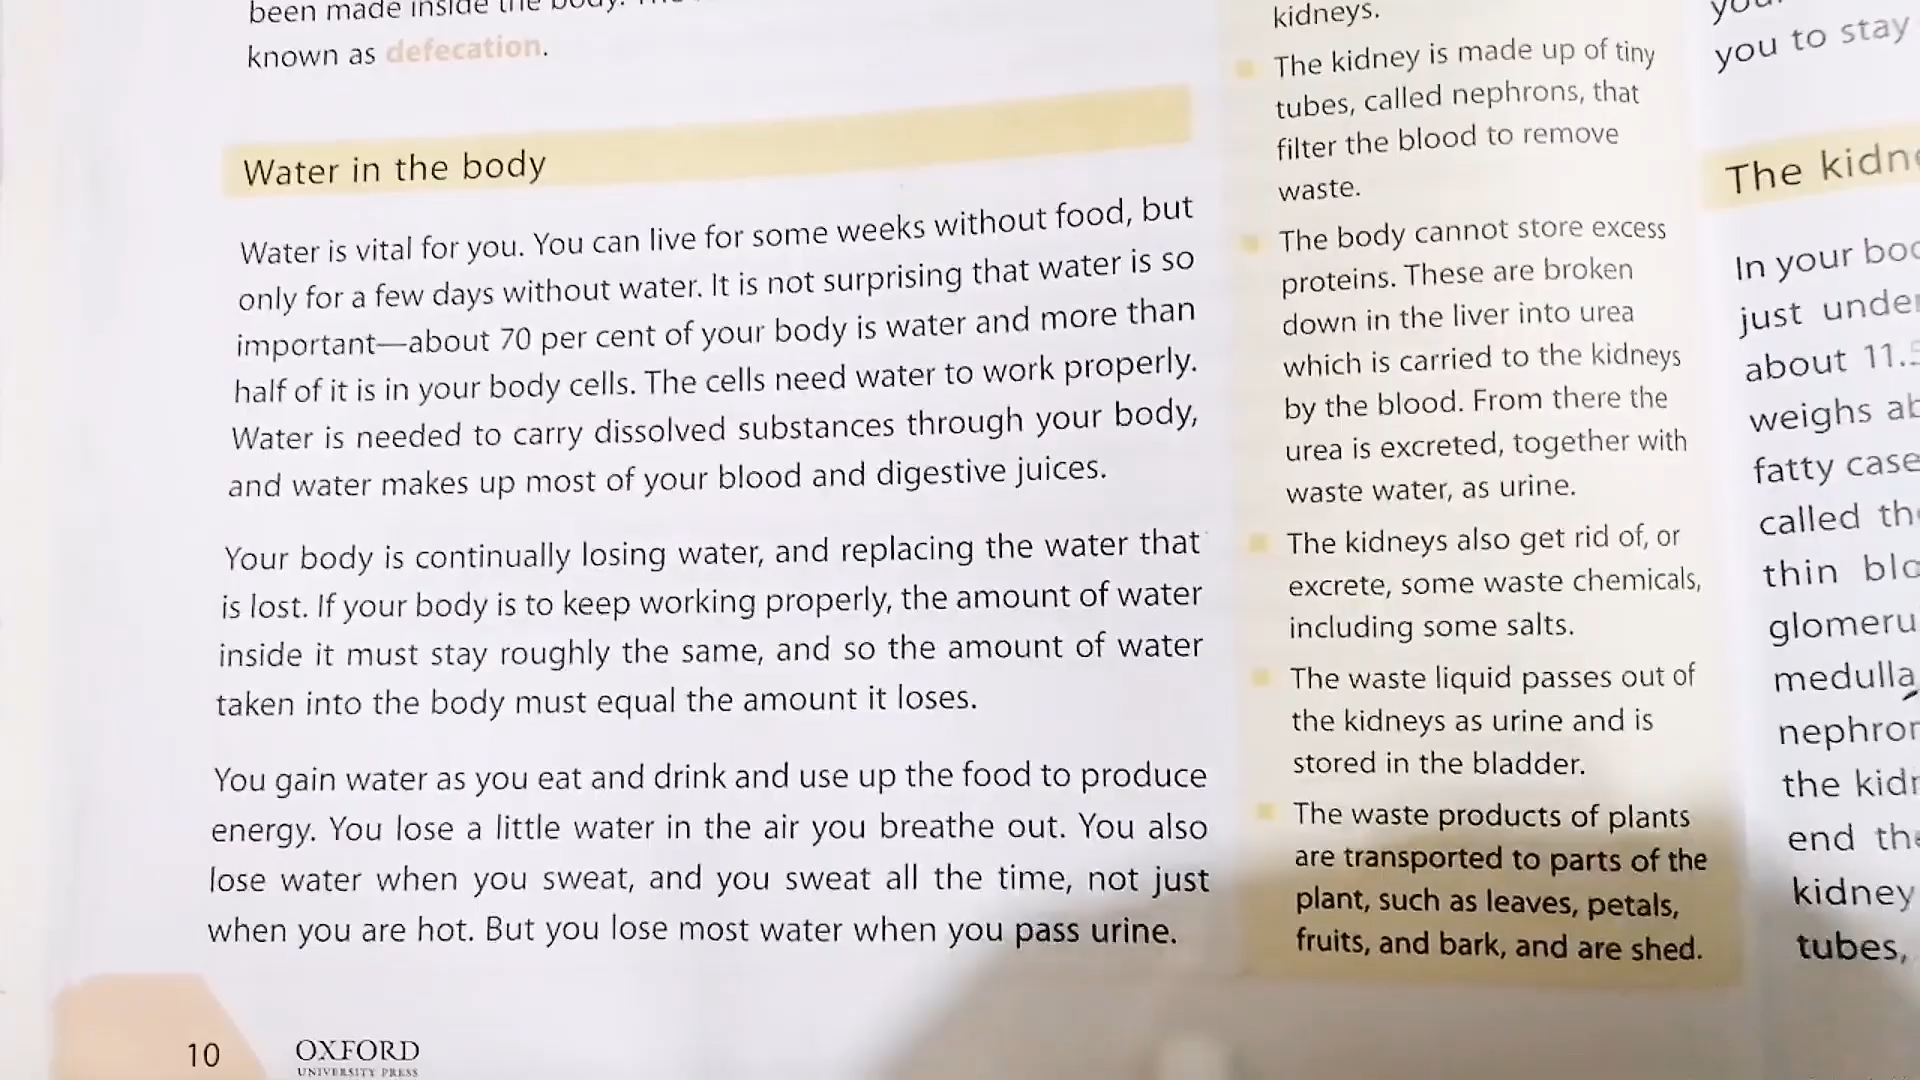 been made inside the body.
known as defecation.
Water in the body
Water is vital for you. You can live for some weeks without food, but
only for a few days without water. It is not surprising that water is so
important—about 70 per cent of your body is water and more than
half of it is in your body cells. The cells need water to work properly.
Water is needed to carry dissolved substances through your body,
and water makes up most of your blood and digestive juices.
Your body is continually losing water, and replacing the water that
is lost. If your body is to keep working properly, the amount of water
inside it must stay roughly the same, and so the amount of water
taken into the body must equal the amount it loses.
You gain water as you eat and drink and use up the food to produce
energy. You lose a little water in the air you breathe out. You also
lose water when you sweat, and you sweat all the time, not just
when you are hot. But you lose most water when you pass urine.
10
OXFORD
UNIVERSITY PRESS
kidneys.
The kidney is made up of tiny
tubes, called nephrons, that
filter the blood to remove
waste.
The body cannot store excess
proteins. These are broken
down in the liver into urea
which is carried to the kidneys
by the blood. From there the
urea is excreted, together with
waste water, as urine.
The kidneys also get rid of, or
excrete, some waste chemicals,
including some salts.
The waste liquid passes out of
the kidneys as urine and is
stored in the bladder.
The waste products of plants
are transported to parts of the
plant, such as leaves, petals,
fruits, and bark, and are shed.
you to stay
The
In your
just
about
weighs
fatty
called
thin
medulla
the
end
kidney
tubes,